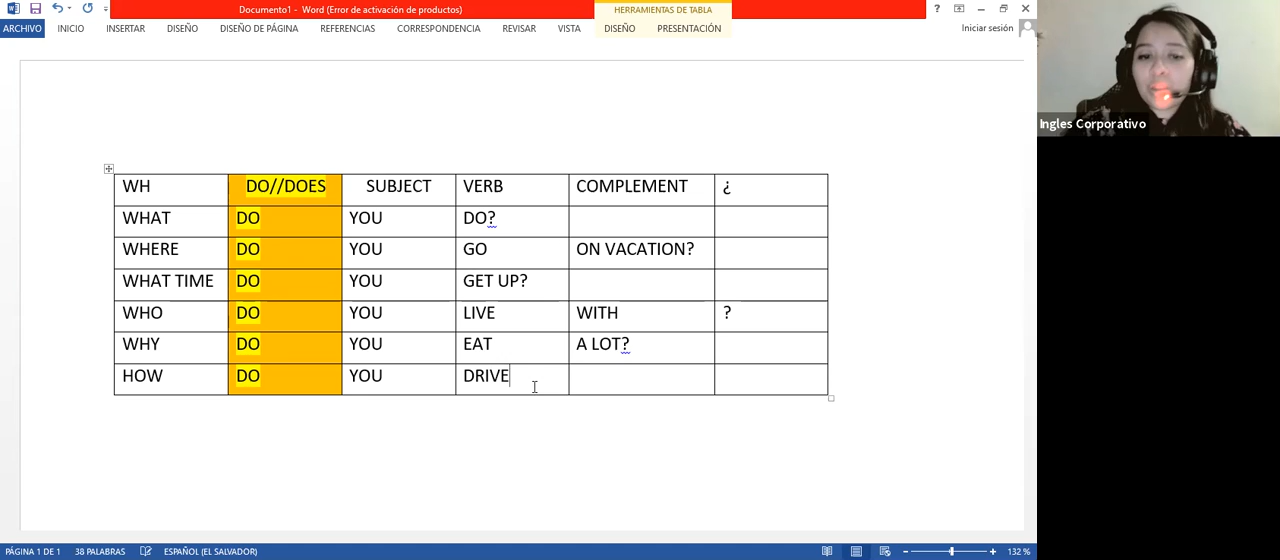 Documento1 - Word (Error de activación de productos)
HERRAMIENTAS DE TABLA
?
ARCHIVO INICIO INSERTAR DISEÑO DISEÑO DE PÁGINA REFERENCIAS CORRESPONDENCIA REVISAR VISTA DISEÑO PRESENTACIÓN Iniciar sesión
Ingles Corporativo
WH DO//DOES SUBJECT VERB COMPLEMENT ¿
WHAT DO YOU DO?
WHERE DO YOU GO ON VACATION?
WHAT TIME DO YOU GET UP?
WHO DO YOU LIVE WITH ?
WHY DO YOU EAT A LOT?
HOW DO YOU DRIVE
PÁGINA 1 DE 1 38 PALABRAS ESPAÑOL (EL SALVADOR) 132 %